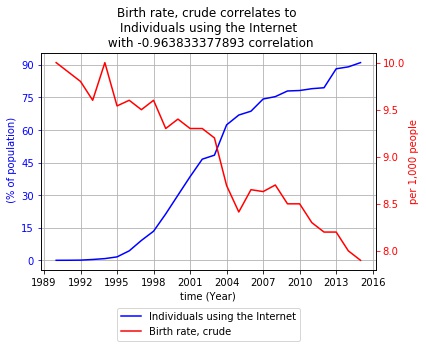 Birth rate, crude correlates to
Individuals using the Internet
with -0.963833377893 correlation
90
75
60
45
30
15
0
(% of population)
10.0
9.5
9.0
8.5
8.0
per 1,000 people
1989 1992 1995 1998 2001 2004 2007 2010 2013 2016
time (Year)
Individuals using the Internet
Birth rate, crude